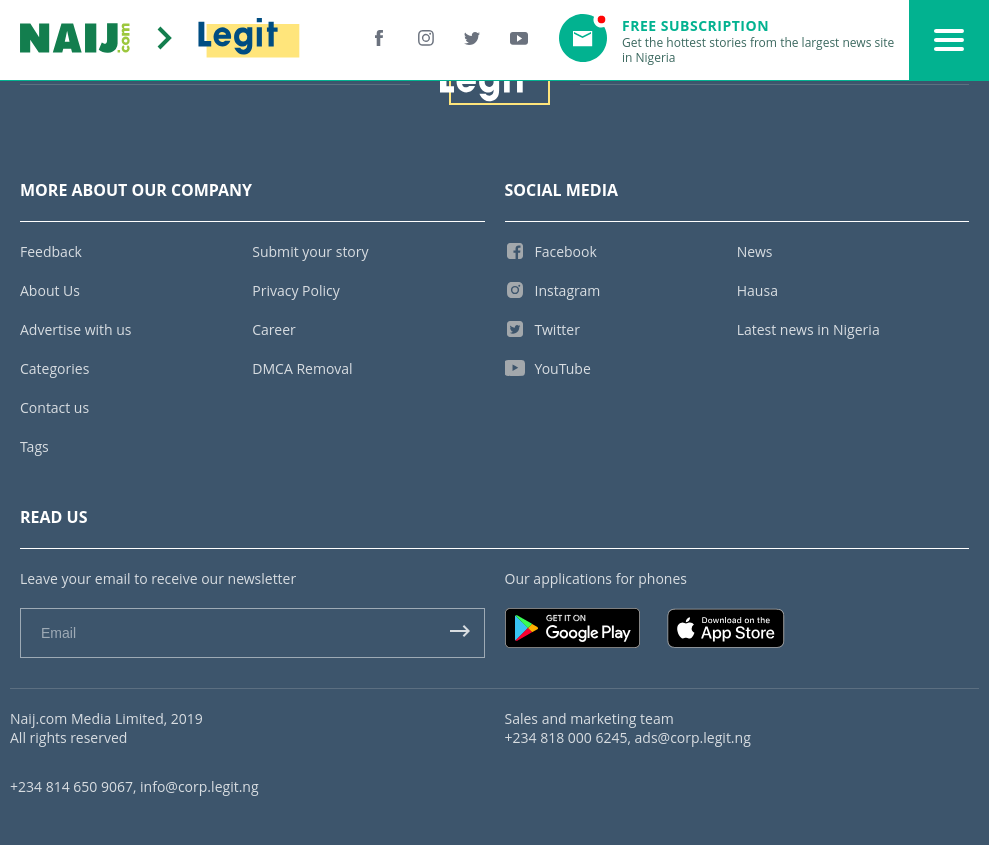 NAIJ.com
Legit
FREE SUBSCRIPTION
Get the hottest stories from the largest news site
in Nigeria
Legit
MORE ABOUT OUR COMPANY
SOCIAL MEDIA
Feedback
Submit your story
Facebook
News
About Us
Privacy Policy
Instagram
Hausa
Advertise with us
Career
Twitter
Latest news in Nigeria
Categories
DMCA Removal
YouTube
Contact us
Tags
READ US
Leave your email to receive our newsletter
Our applications for phones
Email
GET IT ON
Google Play
Download on the
App Store
Naij.com Media Limited, 2019
All rights reserved
Sales and marketing team
+234 818 000 6245, ads@corp.legit.ng
+234 814 650 9067, info@corp.legit.ng